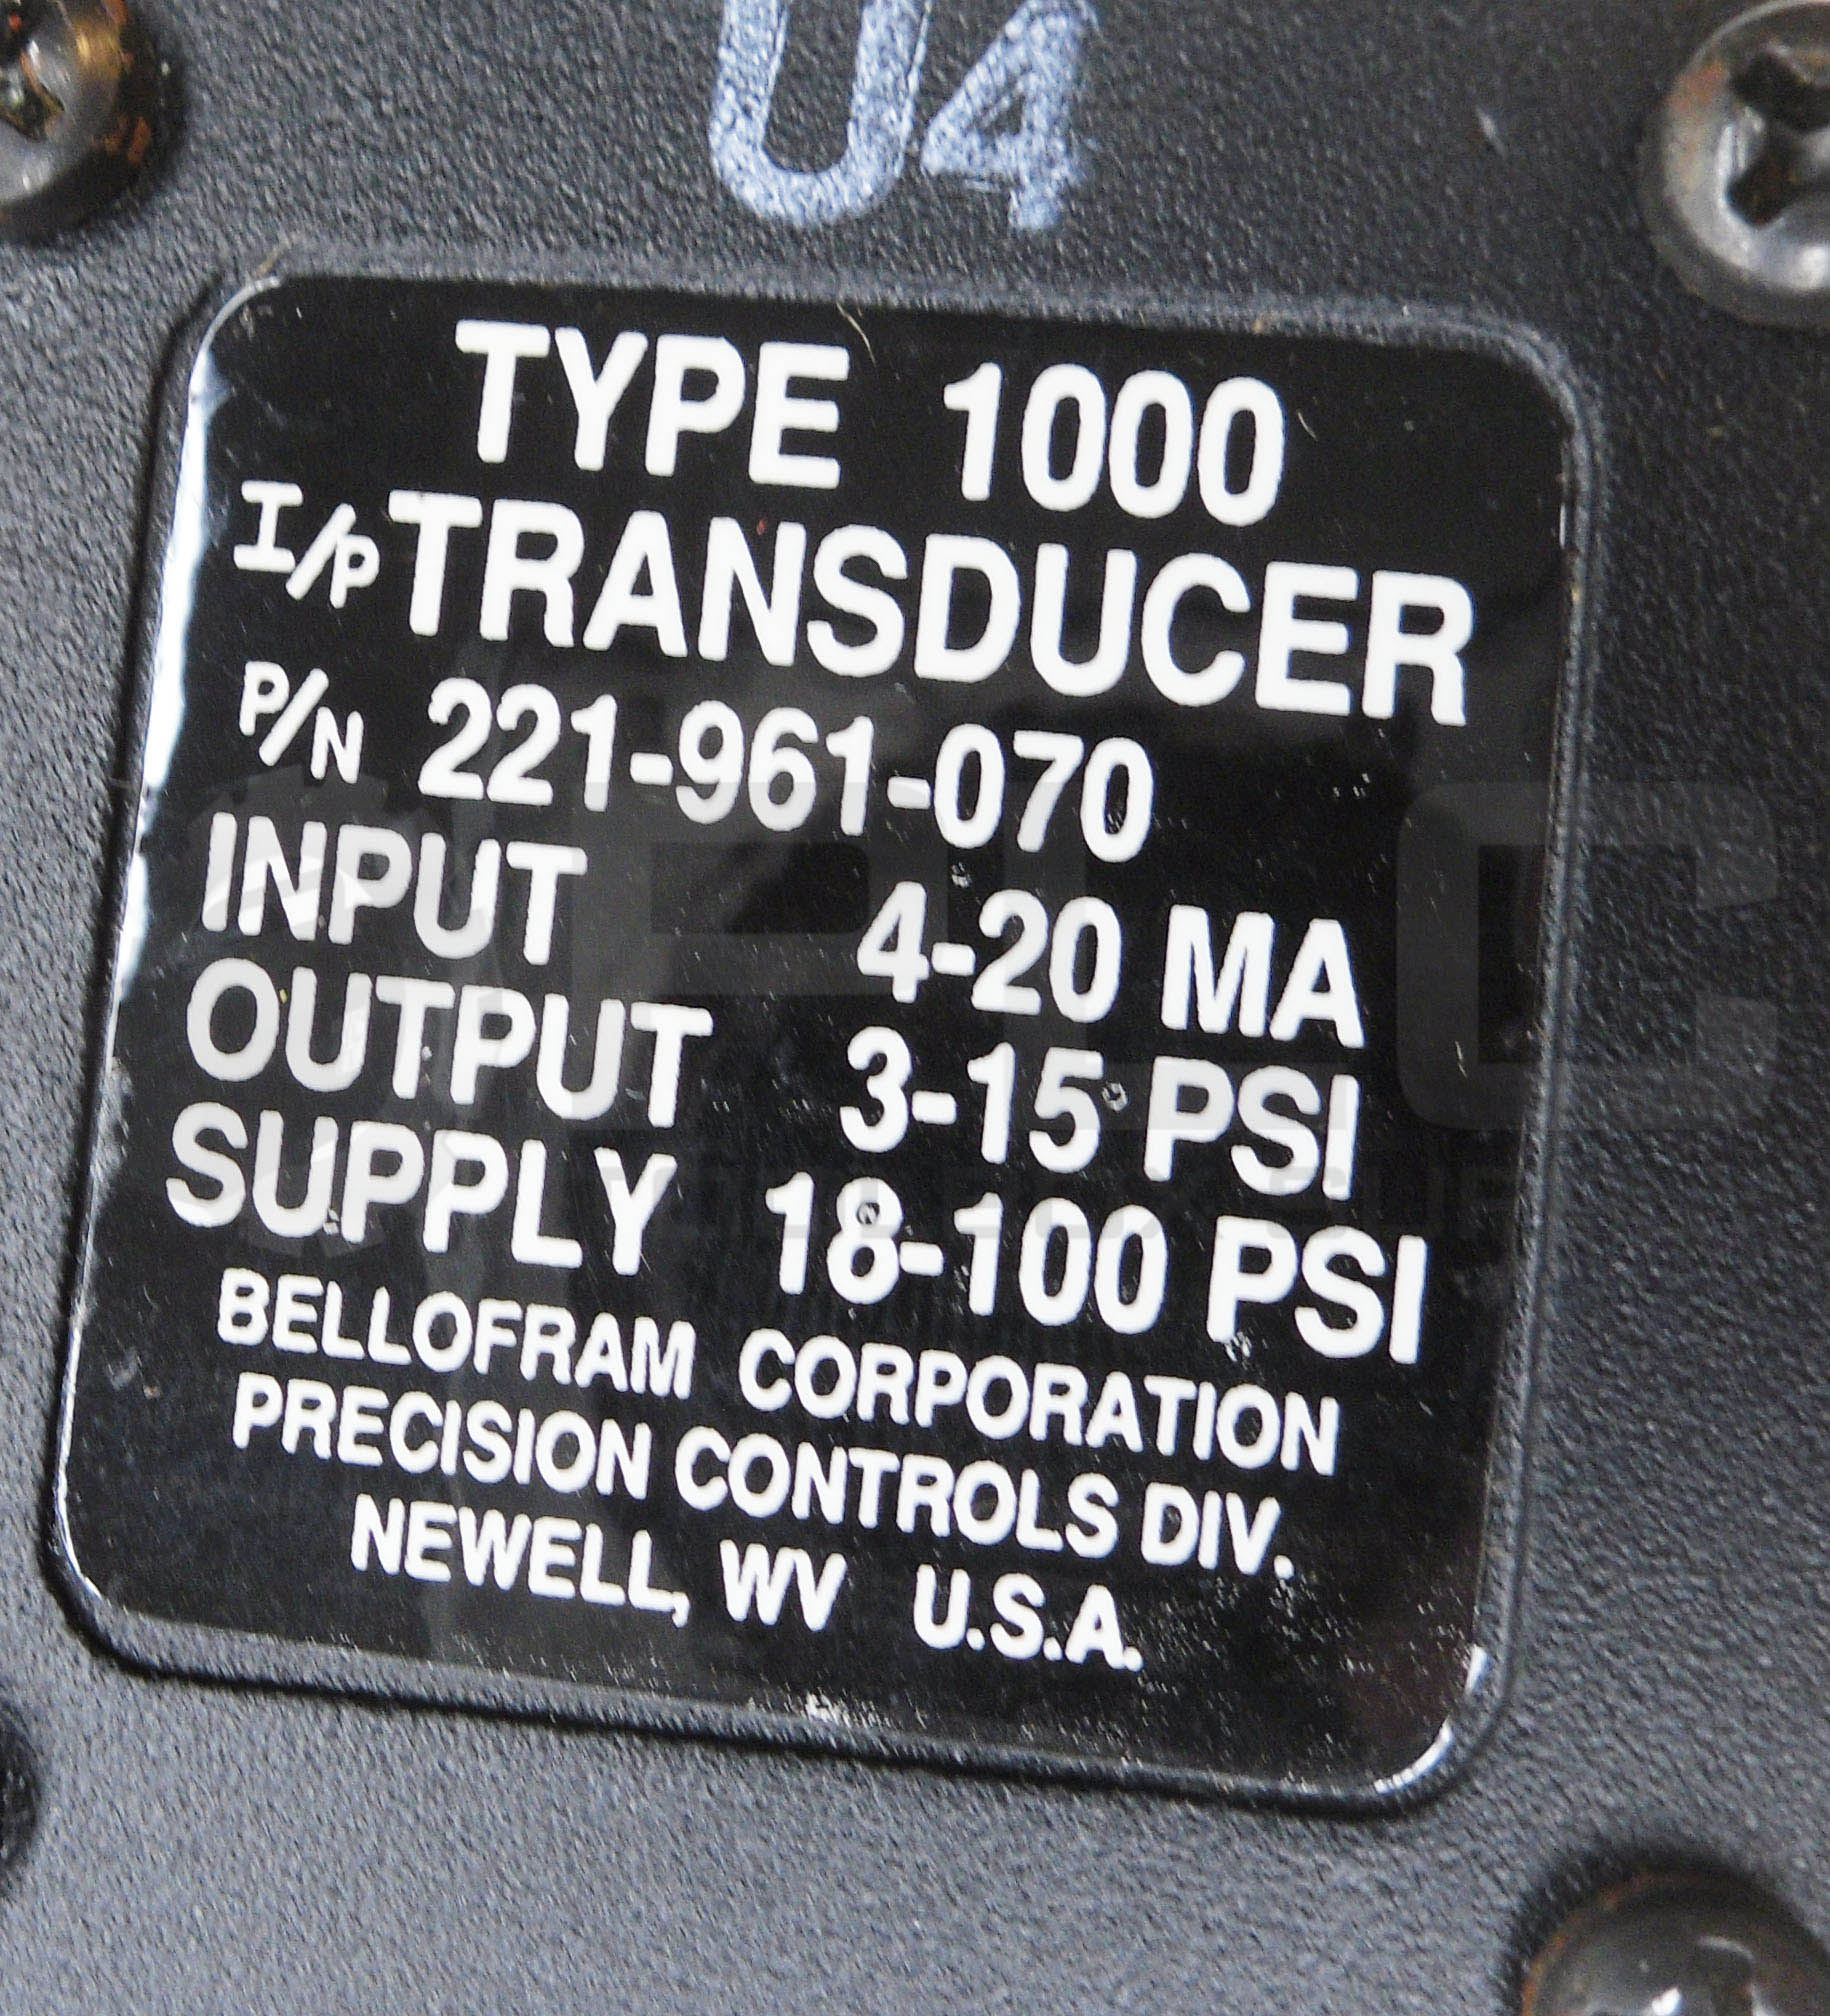 U4
TYPE 1000
I/P TRANSDUCER
P/N 221-961-070
INPUT 4-20 MA
OUTPUT 3-15 PSI
SUPPLY 18-100 PSI
BELLOFRAM CORPORATION
PRECISION CONTROLS DIV.
NEWELL, WV U.S.A.
PLC